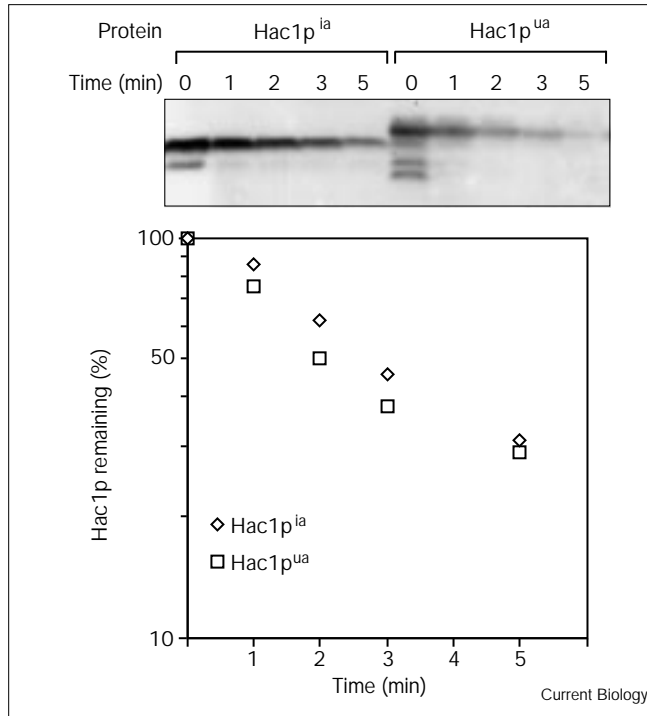 Protein Hac1p ia Hac1p ua
Time (min) 0 1 2 3 5 0 1 2 3 5
100
50
10
Hac1p remaining (%)
Hac1p ia
Hac1p ua
1 2 3 4 5
Time (min)
Current Biology